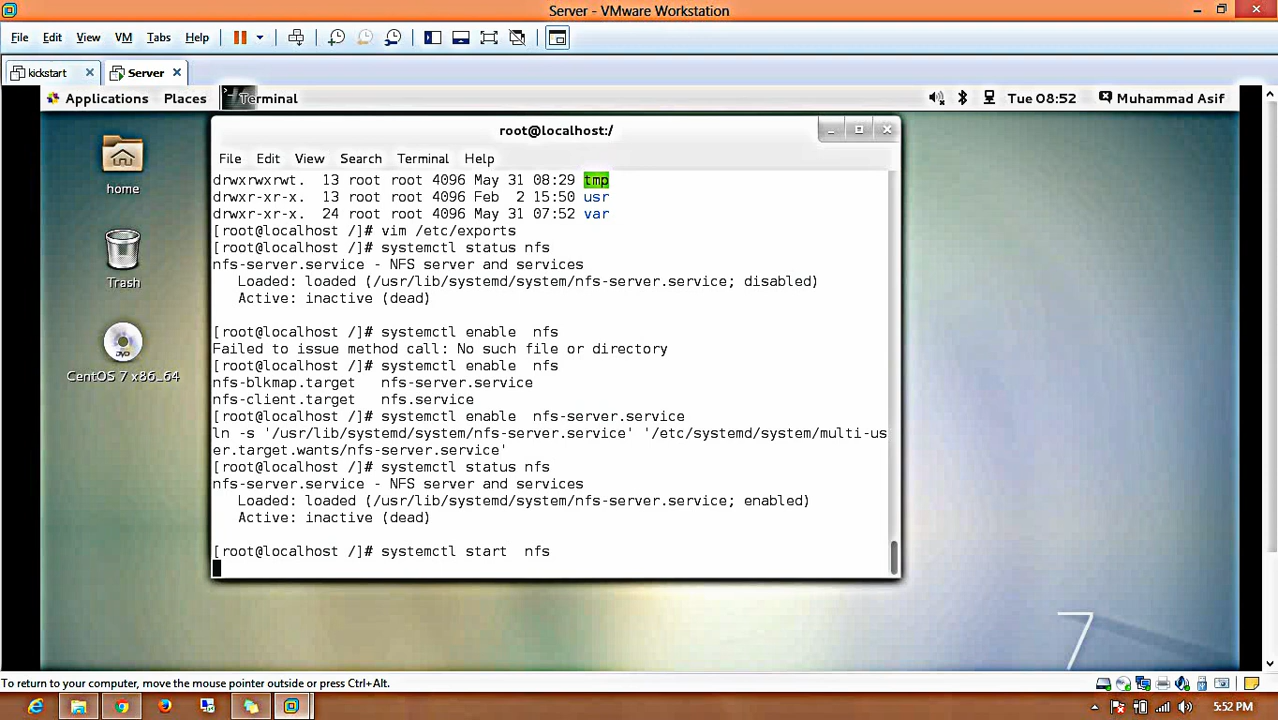 Server - VMware Workstation
File Edit View VM Tabs Help
kickstart Server
Applications Places Terminal Tue 08:52 Muhammad Asif
root@localhost:/
File Edit View Search Terminal Help
drwxrwxrwt. 13 root root 4096 May 31 08:29 tmp
drwxr-xr-x. 13 root root 4096 Feb 2 15:50 usr
drwxr-xr-x. 24 root root 4096 May 31 07:52 var
[root@localhost /]# vim /etc/exports
[root@localhost /]# systemctl status nfs
nfs-server.service - NFS server and services
Loaded: loaded (/usr/lib/systemd/system/nfs-server.service; disabled)
Active: inactive (dead)
[root@localhost /]# systemctl enable  nfs
Failed to issue method call: No such file or directory
[root@localhost /]# systemctl enable  nfs
nfs-blkmap.target   nfs-server.service
nfs-client.target   nfs.service
[root@localhost /]# systemctl enable  nfs-server.service
ln -s '/usr/lib/systemd/system/nfs-server.service' '/etc/systemd/system/multi-us
er.target.wants/nfs-server.service'
[root@localhost /]# systemctl status nfs
nfs-server.service - NFS server and services
Loaded: loaded (/usr/lib/systemd/system/nfs-server.service; enabled)
Active: inactive (dead)
[root@localhost /]# systemctl start  nfs
home
Trash
DVD
CentOS 7 x86_64
7
To return to your computer, move the mouse pointer outside or press Ctrl+Alt.
5:52 PM